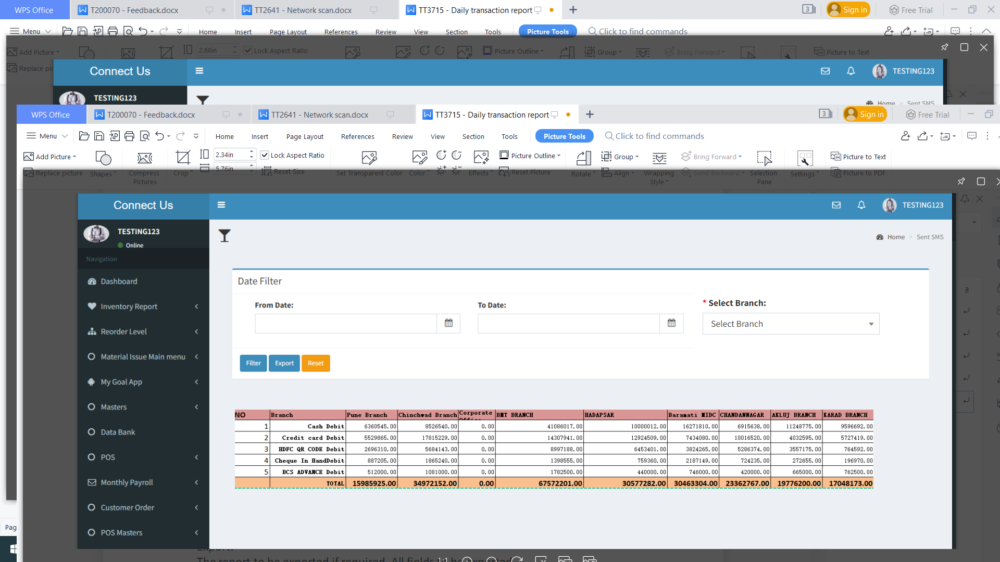 WPS Office T200070 - Feedback.docx TT2641 - Network scan.docx TT3715 - Daily transaction report 3 Sign in Free Trial
Menu Home Insert Page Layout References Review View Section Tools Picture Tools Click to find commands
Add Picture 2.68in Lock Aspect Ratio Picture Outline Group Bring Forward Picture to Text
Replace pic
Connect Us TESTING123
TESTING123
Home > Sent SMS
WPS Office T200070 - Feedback.docx TT2641 - Network scan.docx TT3715 - Daily transaction report 3 Sign in Free Trial
Menu Home Insert Page Layout References Review View Section Tools Picture Tools Click to find commands
Add Picture 2.34in Lock Aspect Ratio Picture Outline Group Bring Forward Picture to Text
5.76in Reset Size
Replace picture Shapes Compress Pictures Crop Set Transparent Color Color Effects Reset Picture Rotate Align Wrapping Style Send Backward Selection Pane Settings Picture to PDF
Connect Us TESTING123
TESTING123
Online
Home > Sent SMS
Navigation
Dashboard
Inventory Report
Reorder Level
Material Issue Main menu
My Goal App
Masters
Data Bank
POS
Monthly Payroll
Customer Order
POS Masters
Date Filter
From Date: To Date: * Select Branch:
Select Branch
Filter Export Reset
NO Branch Pune Branch Chinchwad Branch Corporate Office BMT BRANCH HADAPSAR Baramati MIDC CHANDANNAGAR AKLUJ BRANCH KARAD BRANCH
1 Cash Debit 6360545.00 8526540.00 0.00 41086017.00 10000012.00 16271810.00 6915638.00 11248775.00 9596692.00
2 Credit card Debit 5529865.00 17815229.00 0.00 14307941.00 12924509.00 7434080.00 10016520.00 4032595.00 5727419.00
3 HDFC QR CODE Debit 2696310.00 5684143.00 0.00 8997188.00 6453401.00 3824265.00 5286374.00 3557175.00 764592.00
4 Cheque In HandDebit 887205.00 1865240.00 0.00 1398555.00 759360.00 2187149.00 724235.00 272655.00 196970.00
5 BCS ADVANCE Debit 512000.00 1081000.00 0.00 1782500.00 440000.00 746000.00 420000.00 665000.00 762500.00
TOTAL 15985925.00 34972152.00 0.00 67572201.00 30577282.00 30463304.00 23362767.00 19776200.00 17048173.00
Pag
Export:
The report to be exported if required. All fields to be exported
1:1